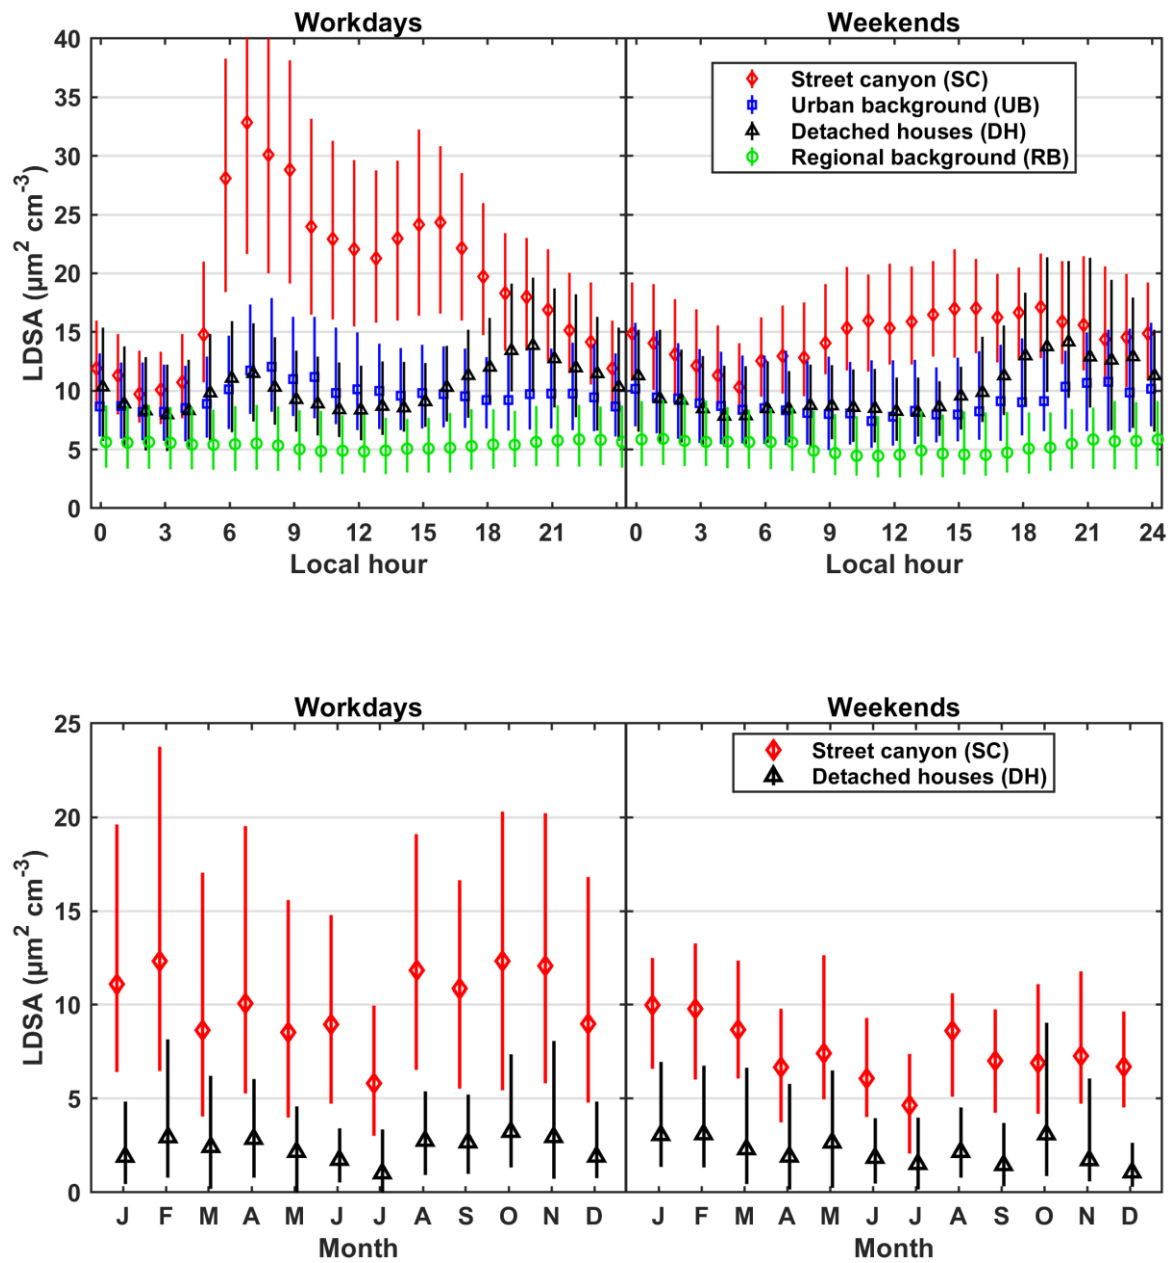 Workdays
Weekends
40
35
30
25
20
15
10
5
0
LDSA (µm² cm⁻³)
Street canyon (SC)
Urban background (UB)
Detached houses (DH)
Regional background (RB)
0 3 6 9 12 15 18 21
0 3 6 9 12 15 18 21 24
Local hour
Local hour
Workdays
Weekends
25
20
15
10
5
0
LDSA (µm² cm⁻³)
Street canyon (SC)
Detached houses (DH)
J F M A M J J A S O N D
J F M A M J J A S O N D
Month
Month